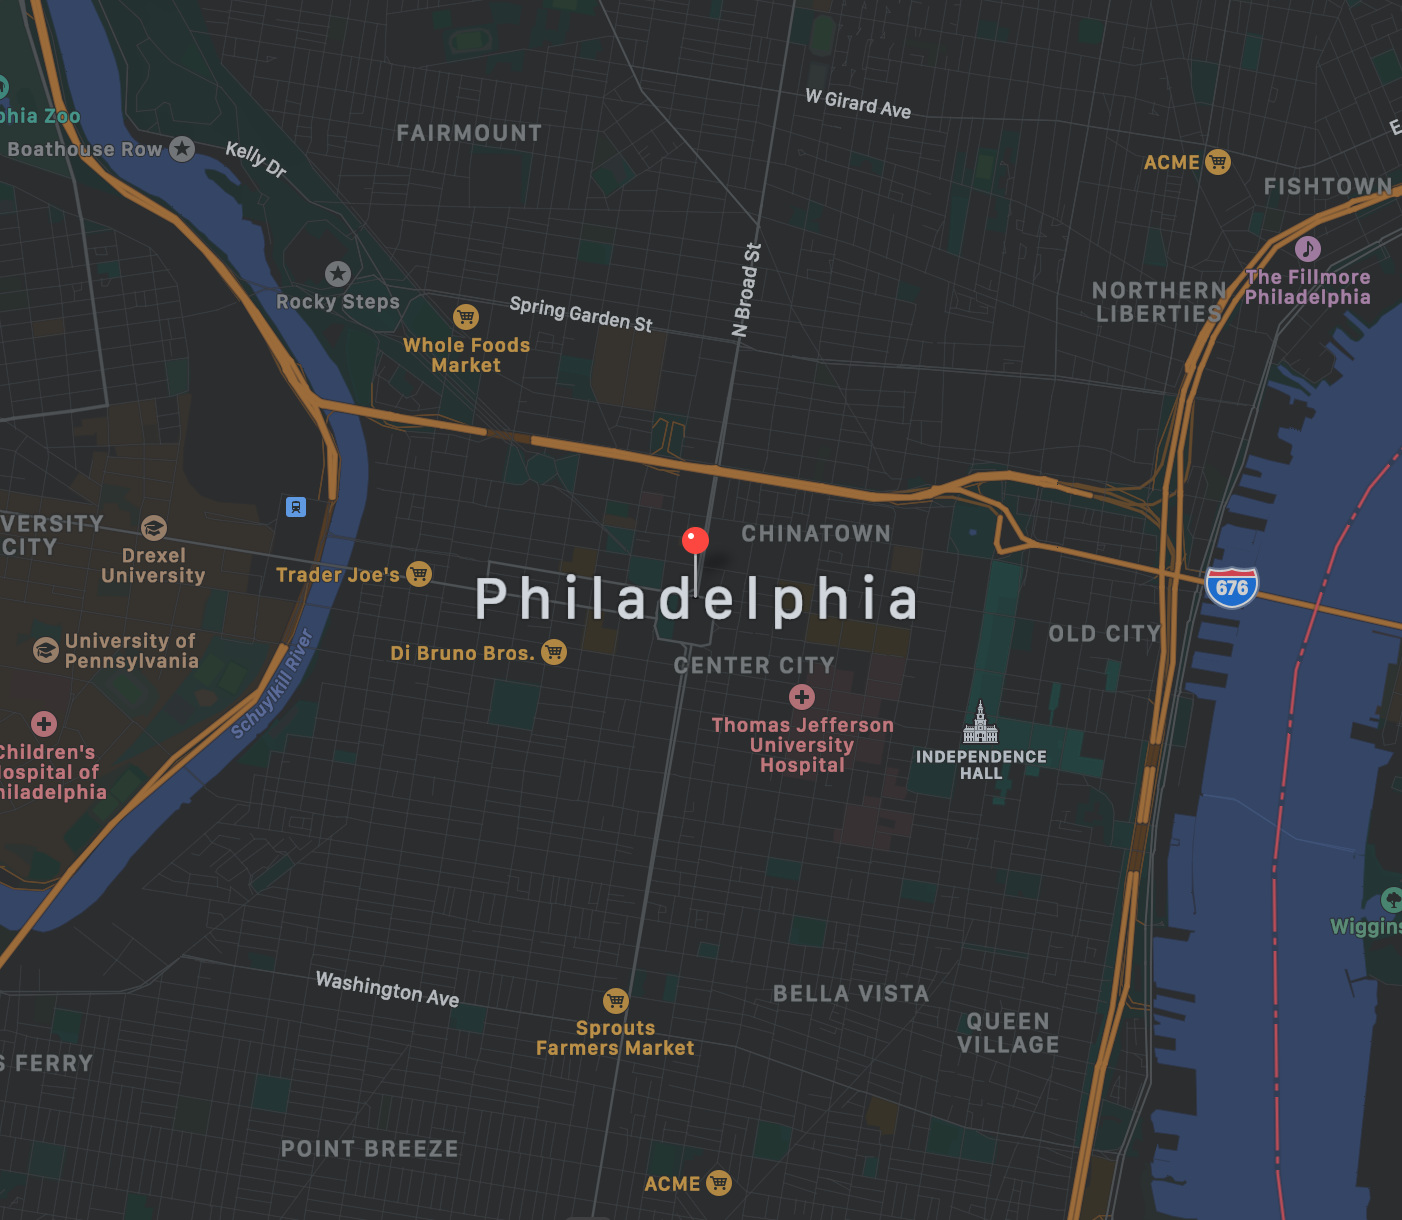 W Girard Ave
E
phia Zoo
Boathouse Row
Kelly Dr
FAIRMOUNT
ACME
FISHTOWN
The Fillmore
Philadelphia
NORTHERN
LIBERTIES
N Broad St
Rocky Steps
Spring Garden St
Whole Foods
Market
VERSITY
CITY
Drexel
University
Trader Joe's
CHINATOWN
Philadelphia
676
OLD CITY
University of
Pennsylvania
Di Bruno Bros.
CENTER CITY
Schuylkill River
Thomas Jefferson
University
Hospital
INDEPENDENCE
HALL
Children's
ospital of
hiladelphia
Wiggins
Washington Ave
BELLA VISTA
Sprouts
Farmers Market
QUEEN
VILLAGE
S FERRY
POINT BREEZE
ACME